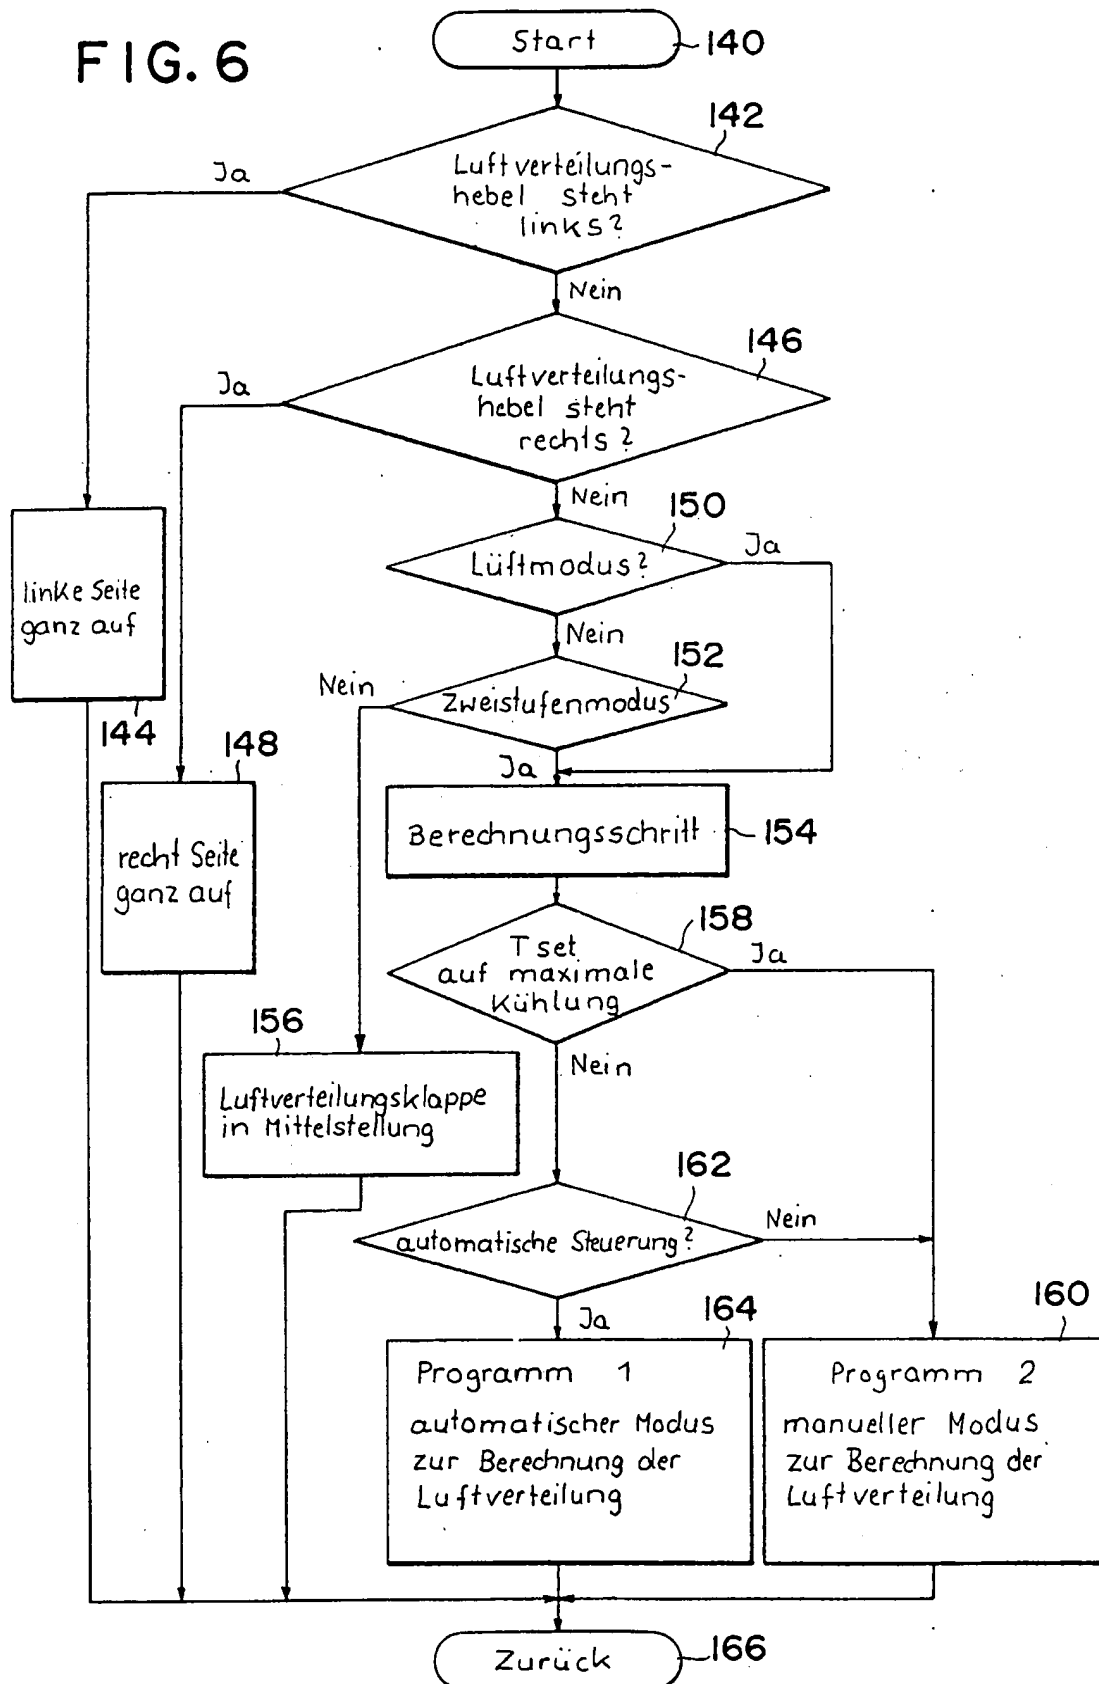 FIG. 6
Start
140
142
Luftverteilungs-
hebel steht
links?
Ja
Nein
146
Luftverteilungs-
hebel steht
rechts?
Ja
Nein
150
Lüftmodus?
Ja
linke Seite
ganz auf
144
Nein
152
Zweistufenmodus
Nein
Ja
148
recht Seite
ganz auf
Berechnungsschritt
154
158
T set
auf maximale
Kühlung
Ja
Nein
156
Luftverteilungsklappe
in Mittelstellung
162
automatische Steuerung?
Nein
Ja
164
Programm 1
automatischer Modus
zur Berechnung der
Luftverteilung
160
Programm 2
manueller Modus
zur Berechnung der
Luftverteilung
Zurück
166